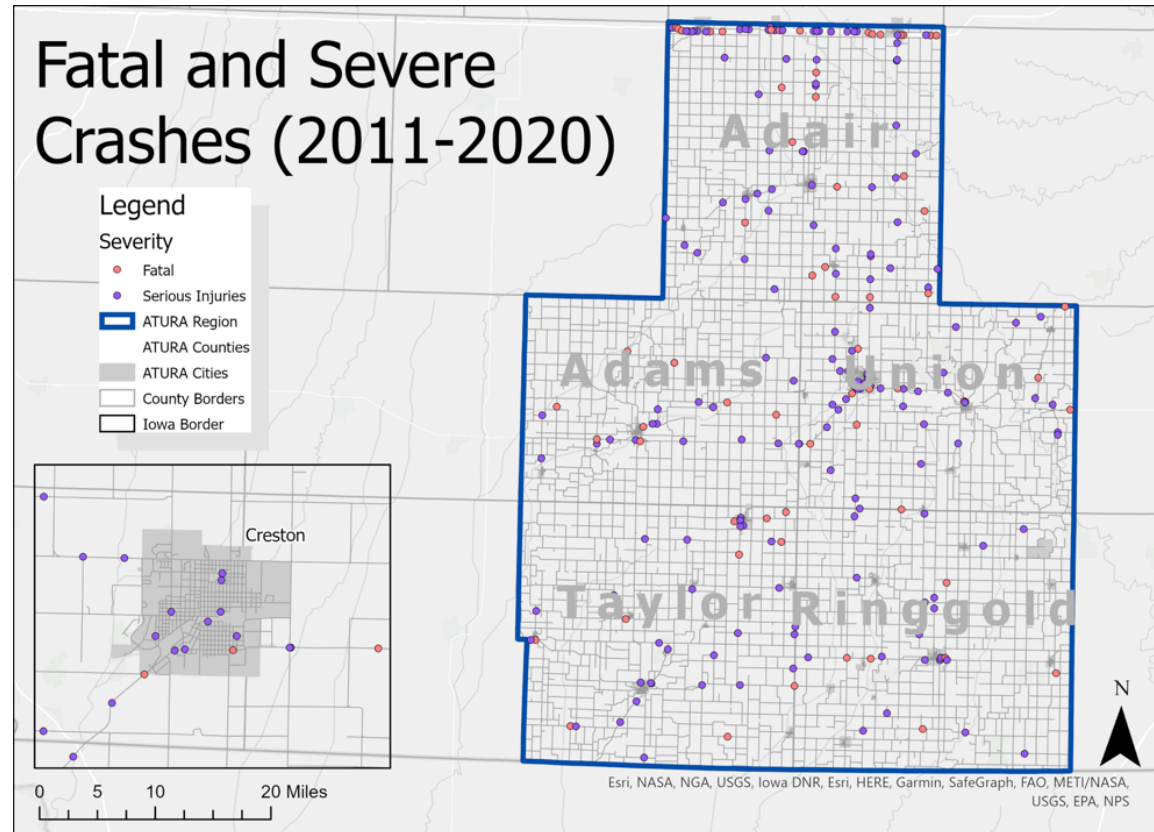 Fatal and Severe
Crashes (2011-2020)
Legend
Severity
Fatal
Serious Injuries
ATURA Region
ATURA Counties
ATURA Cities
County Borders
Iowa Border
Adair
Adams
Union
Taylor
Ringgold
Creston
N
0 5 10 20 Miles
Esri, NASA, NGA, USGS, Iowa DNR, Esri, HERE, Garmin, SafeGraph, FAO, METI/NASA,
USGS, EPA, NPS